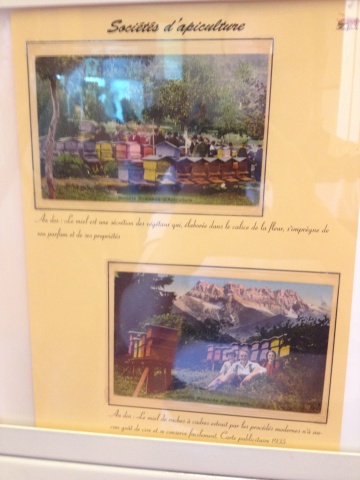 Sociétés d'apiculture
Au dos : Le miel est une sécrétion des végétaux qui, élaborée dans le calice de la fleur, s'imprègne de
son parfum et de ses propriétés
Au dos : Le miel de ruches à cadres extrait par les procédés modernes n'a au-
cun goût de cire et se conserve facilement. Carte publicitaire 1935